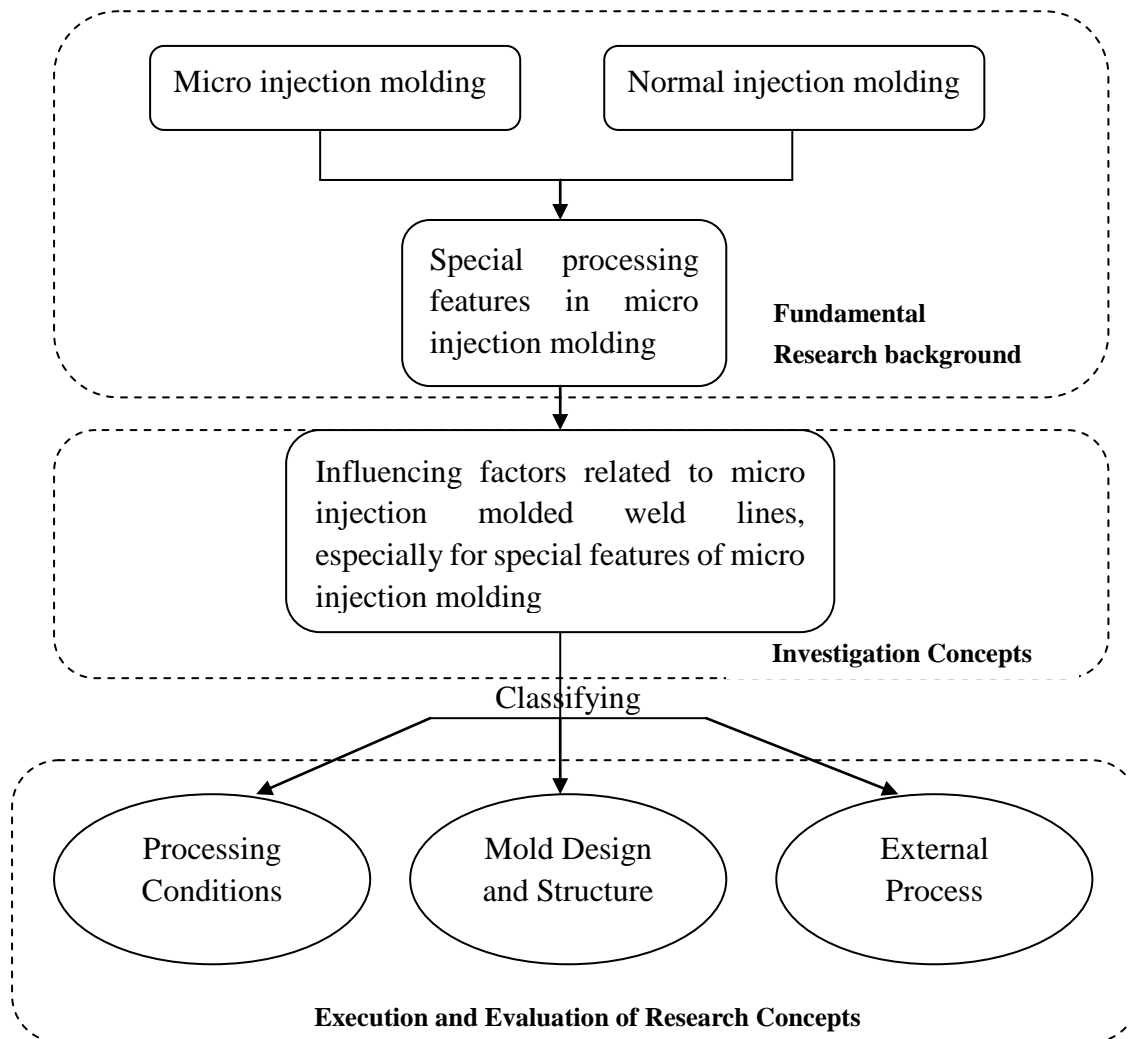 Micro injection molding
Normal injection molding
Special processing
features in micro
injection molding
Fundamental
Research background
Influencing factors related to micro
injection molded weld lines,
especially for special features of micro
injection molding
Investigation Concepts
Classifying
Processing
Conditions
Mold Design
and Structure
External
Process
Execution and Evaluation of Research Concepts